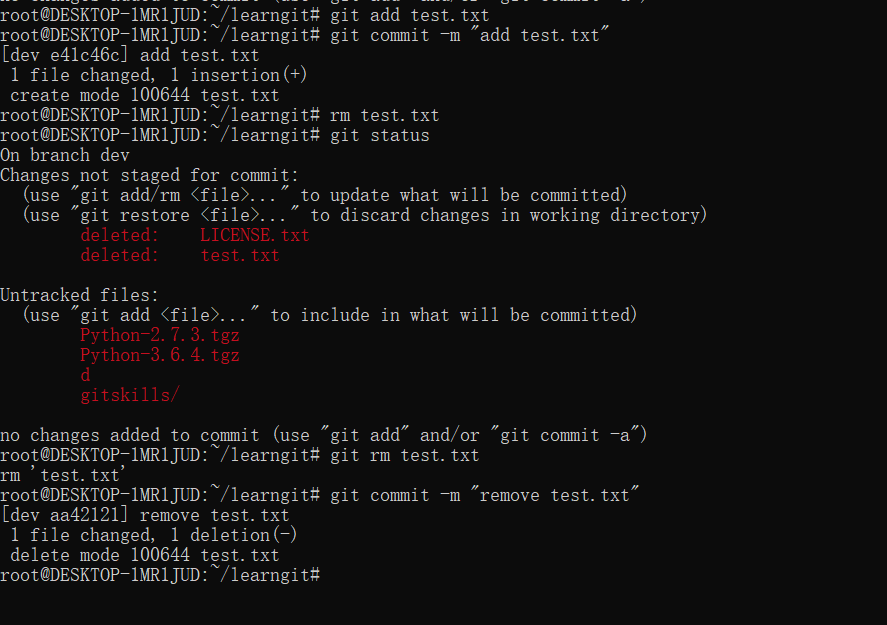 root@DESKTOP-1MR1JUD:~/learngit# git add test.txt
root@DESKTOP-1MR1JUD:~/learngit# git commit -m "add test.txt"
[dev e41c46c] add test.txt
 1 file changed, 1 insertion(+)
 create mode 100644 test.txt
root@DESKTOP-1MR1JUD:~/learngit# rm test.txt
root@DESKTOP-1MR1JUD:~/learngit# git status
On branch dev
Changes not staged for commit:
  (use "git add/rm <file>..." to update what will be committed)
  (use "git restore <file>..." to discard changes in working directory)
        deleted:    LICENSE.txt
        deleted:    test.txt

Untracked files:
  (use "git add <file>..." to include in what will be committed)
        Python-2.7.3.tgz
        Python-3.6.4.tgz
        d
        gitskills/

no changes added to commit (use "git add" and/or "git commit -a")
root@DESKTOP-1MR1JUD:~/learngit# git rm test.txt
rm 'test.txt'
root@DESKTOP-1MR1JUD:~/learngit# git commit -m "remove test.txt"
[dev aa42121] remove test.txt
 1 file changed, 1 deletion(-)
 delete mode 100644 test.txt
root@DESKTOP-1MR1JUD:~/learngit#